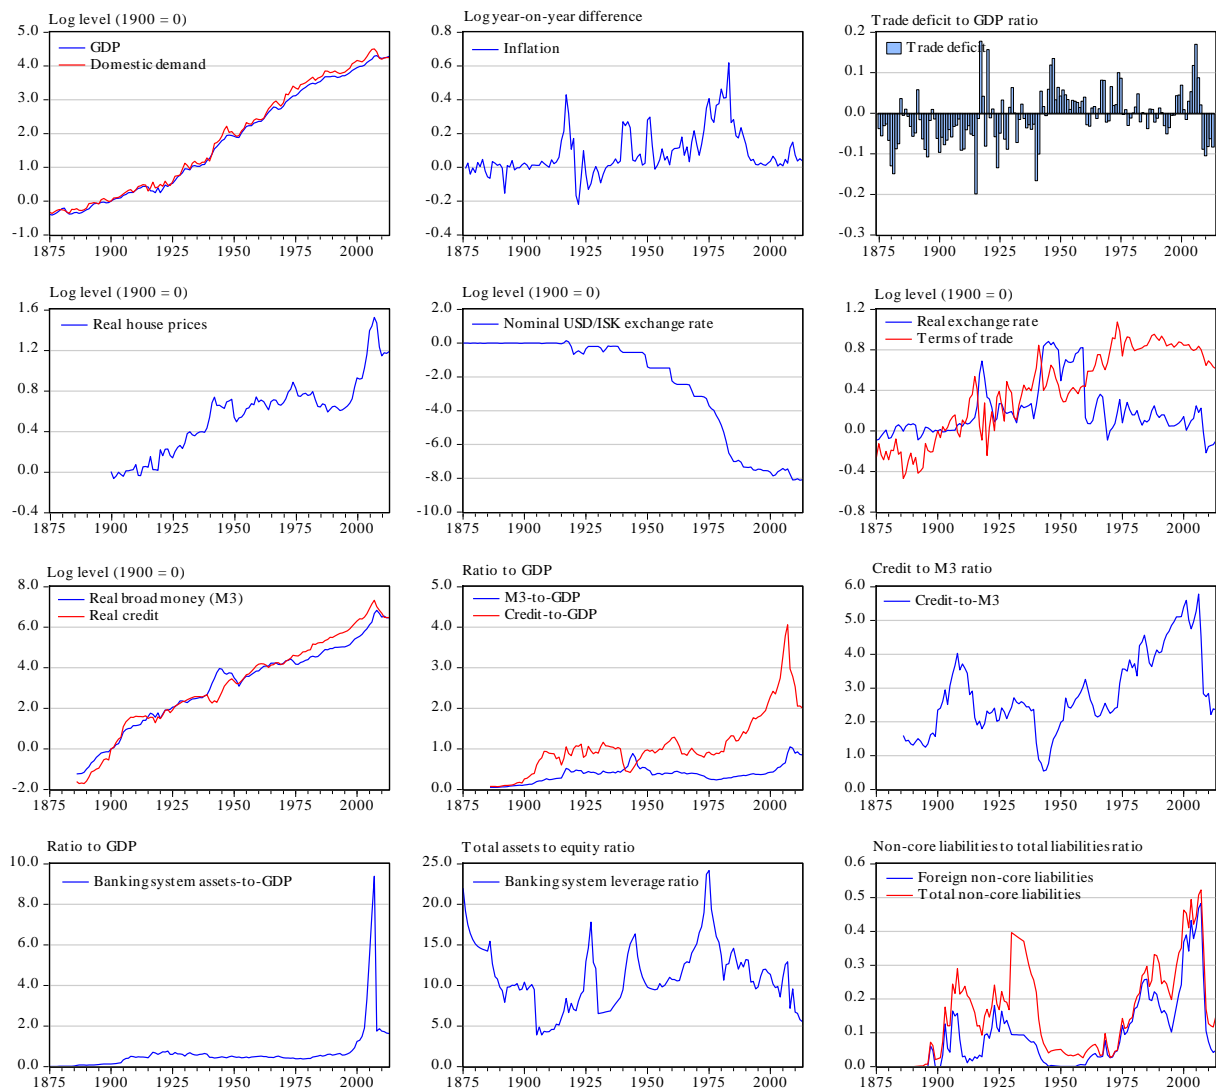 Log level (1900 = 0)
GDP
Domestic demand
5.0
4.0
3.0
2.0
1.0
0.0
-1.0
1875 1900 1925 1950 1975 2000
Log year-on-year difference
Inflation
0.8
0.6
0.4
0.2
0.0
-0.2
-0.4
1875 1900 1925 1950 1975 2000
Trade deficit to GDP ratio
Trade deficit
0.2
0.1
0.0
-0.1
-0.2
-0.3
1875 1900 1925 1950 1975 2000
Log level (1900 = 0)
Real house prices
1.6
1.2
0.8
0.4
0.0
-0.4
1875 1900 1925 1950 1975 2000
Log level (1900 = 0)
Nominal USD/ISK exchange rate
2.0
0.0
-2.0
-4.0
-6.0
-8.0
-10.0
1875 1900 1925 1950 1975 2000
Log level (1900 = 0)
Real exchange rate
Terms of trade
1.2
0.8
0.4
0.0
-0.4
-0.8
1875 1900 1925 1950 1975 2000
Log level (1900 = 0)
Real broad money (M3)
Real credit
8.0
6.0
4.0
2.0
0.0
-2.0
1875 1900 1925 1950 1975 2000
Ratio to GDP
M3-to-GDP
Credit-to-GDP
5.0
4.0
3.0
2.0
1.0
0.0
1875 1900 1925 1950 1975 2000
Credit to M3 ratio
Credit-to-M3
6.0
5.0
4.0
3.0
2.0
1.0
0.0
1875 1900 1925 1950 1975 2000
Ratio to GDP
Banking system assets-to-GDP
10.0
8.0
6.0
4.0
2.0
0.0
1875 1900 1925 1950 1975 2000
Total assets to equity ratio
Banking system leverage ratio
25.0
20.0
15.0
10.0
5.0
0.0
1875 1900 1925 1950 1975 2000
Non-core liabilities to total liabilities ratio
Foreign non-core liabilities
Total non-core liabilities
0.6
0.5
0.4
0.3
0.2
0.1
0.0
1875 1900 1925 1950 1975 2000